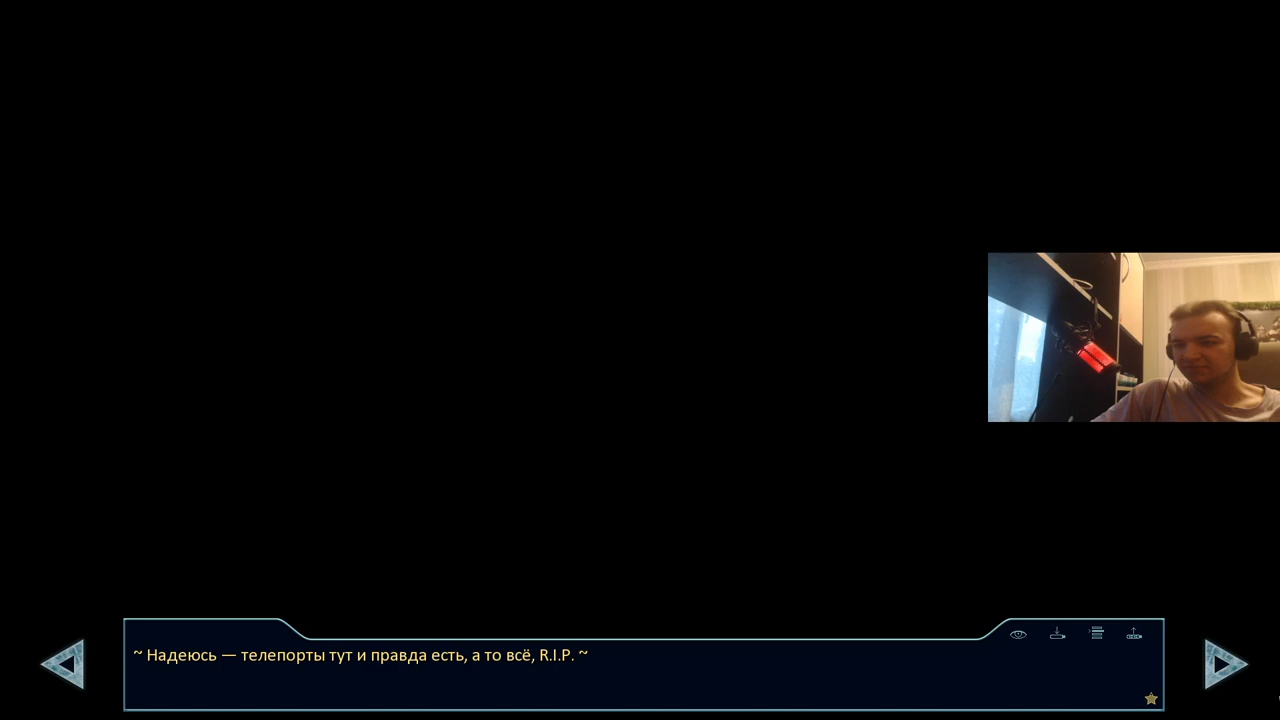 ~ Надеюсь — телепорты тут и правда есть, а то всё, R.I.P. ~